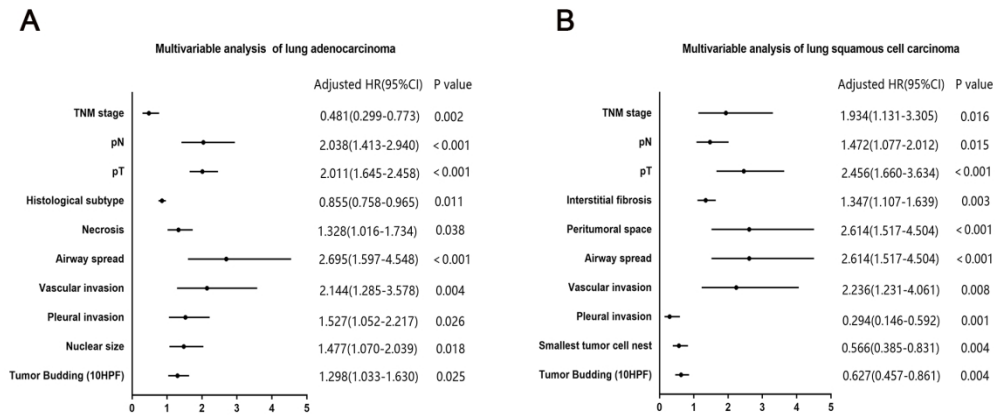 A
Multivariable analysis of lung adenocarcinoma
Adjusted HR(95%CI) P value
TNM stage 0.481(0.299-0.773) 0.002
pN 2.038(1.413-2.940) <0.001
pT 2.011(1.645-2.458) <0.001
Histological subtype 0.855(0.758-0.965) 0.011
Necrosis 1.328(1.016-1.734) 0.038
Airway spread 2.695(1.597-4.548) <0.001
Vascular invasion 2.144(1.285-3.578) 0.004
Pleural invasion 1.527(1.052-2.217) 0.026
Nuclear size 1.477(1.070-2.039) 0.018
Tumor Budding (10HPF) 1.298(1.033-1.630) 0.025
0 1 2 3 4 5
B
Multivariable analysis of lung squamous cell carcinoma
Adjusted HR(95%CI) P value
TNM stage 1.934(1.131-3.305) 0.016
pN 1.472(1.077-2.012) 0.015
pT 2.456(1.660-3.634) <0.001
Interstitial fibrosis 1.347(1.107-1.639) 0.003
Peritumoral space 2.614(1.517-4.504) <0.001
Airway spread 2.614(1.517-4.504) <0.001
Vascular invasion 2.236(1.231-4.061) 0.008
Pleural invasion 0.294(0.146-0.592) 0.001
Smallest tumor cell nest 0.566(0.385-0.831) 0.004
Tumor Budding (10HPF) 0.627(0.457-0.861) 0.004
0 1 2 3 4 5